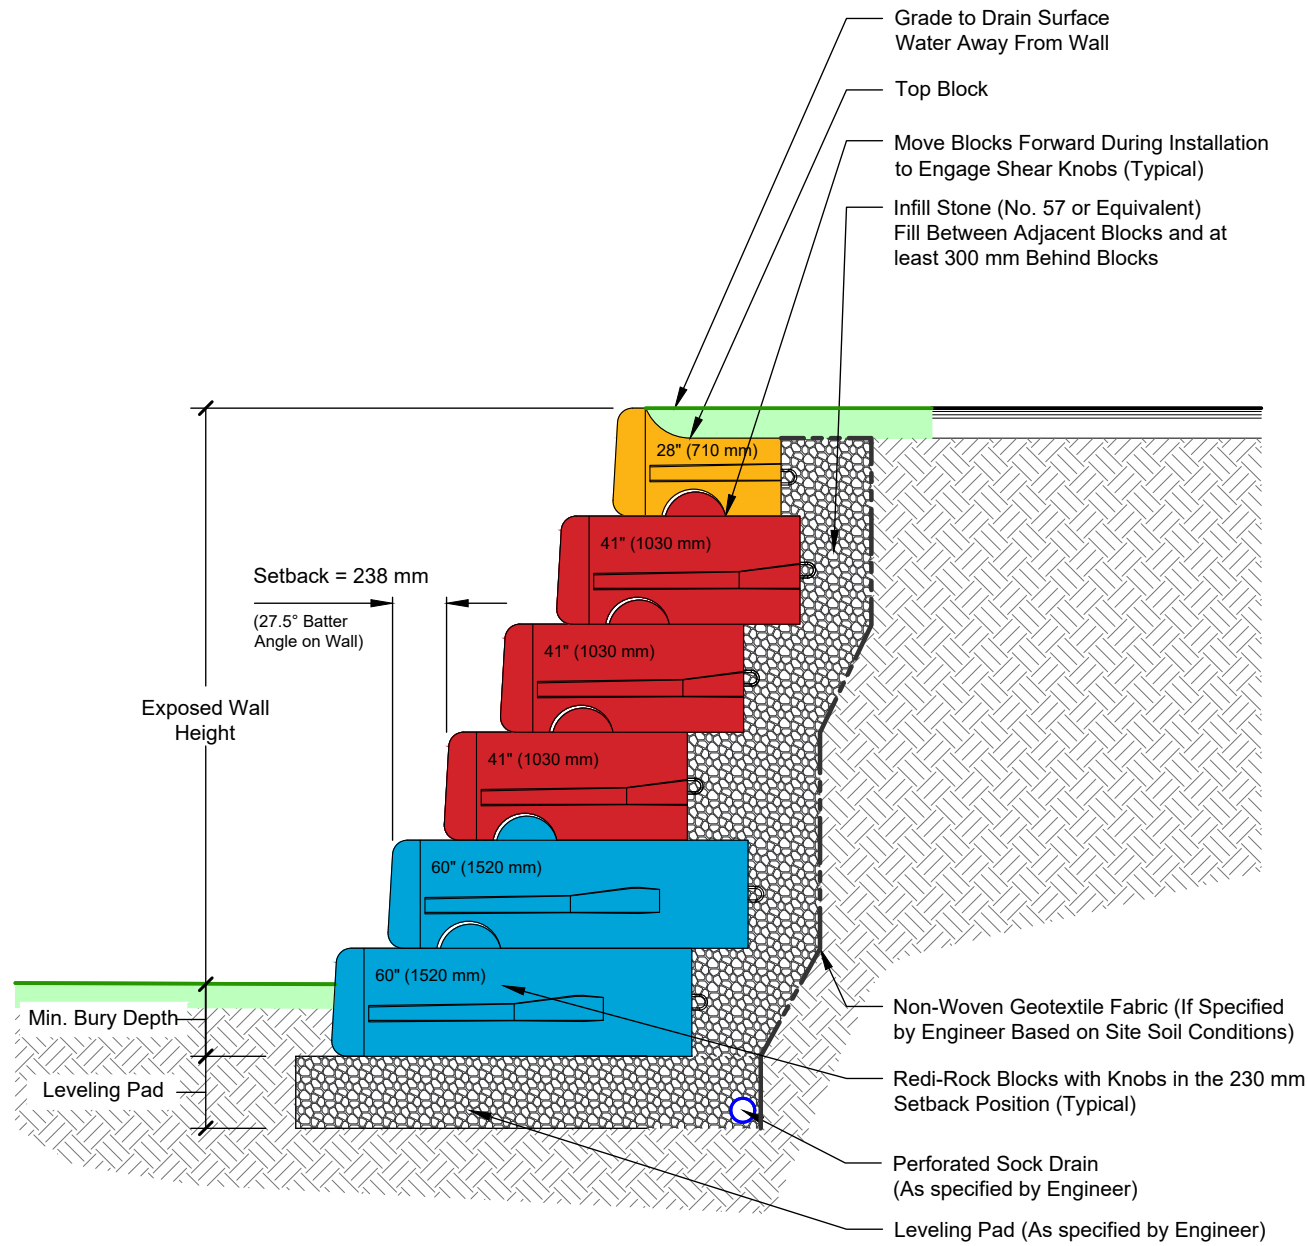 Grade to Drain Surface
Water Away From Wall
Top Block
Move Blocks Forward During Installation
to Engage Shear Knobs (Typical)
Infill Stone (No. 57 or Equivalent)
Fill Between Adjacent Blocks and at
least 300 mm Behind Blocks
28" (710 mm)
41" (1030 mm)
Setback = 238 mm
(27.5° Batter
Angle on Wall)
41" (1030 mm)
Exposed Wall
Height
41" (1030 mm)
60" (1520 mm)
60" (1520 mm)
Min. Bury Depth
Leveling Pad
Non-Woven Geotextile Fabric (If Specified
by Engineer Based on Site Soil Conditions)
Redi-Rock Blocks with Knobs in the 230 mm
Setback Position (Typical)
Perforated Sock Drain
(As specified by Engineer)
Leveling Pad (As specified by Engineer)